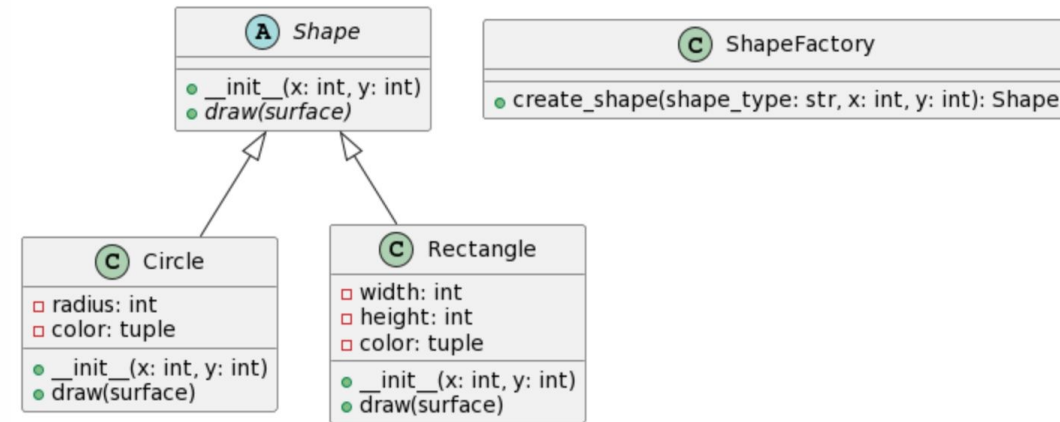 A Shape
__init__(x: int, y: int)
draw(surface)
C ShapeFactory
create_shape(shape_type: str, x: int, y: int): Shape
C Circle
radius: int
color: tuple
__init__(x: int, y: int)
draw(surface)
C Rectangle
width: int
height: int
color: tuple
__init__(x: int, y: int)
draw(surface)